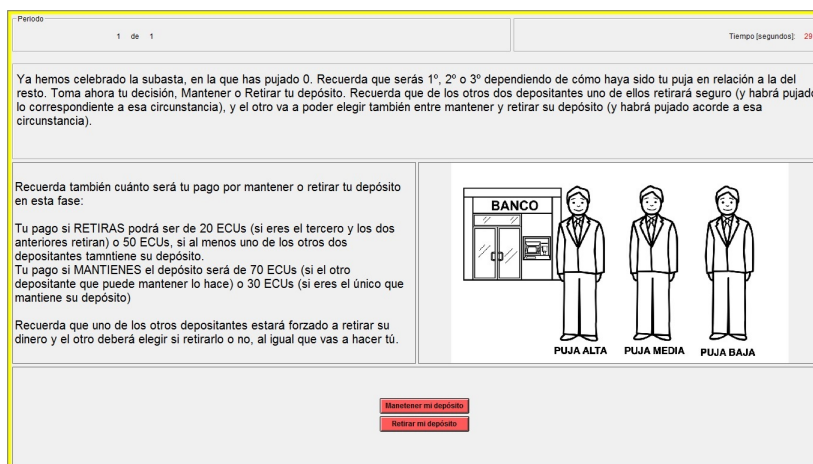 Periodo
1 de 1
Tiempo [segundos]: 29
Ya hemos celebrado la subasta, en la que has pujado 0. Recuerda que serás 1º, 2º o 3º dependiendo de cómo haya sido tu puja en relación a la del
resto. Toma ahora tu decisión, Mantener o Retirar tu depósito. Recuerda que de los otros dos depositantes uno de ellos retirará seguro (y habrá pujado
lo correspondiente a esa circunstancia), y el otro va a poder elegir también entre mantener y retirar su depósito (y habrá pujado acorde a esa
circunstancia).
Recuerda también cuánto será tu pago por mantener o retirar tu depósito
en esta fase:
Tu pago si RETIRAS podrá ser de 20 ECUs (si eres el tercero y los dos
anteriores retiran) o 50 ECUs, si al menos uno de los otros dos
depositantes tamntiene su depósito.
Tu pago si MANTIENES el depósito será de 70 ECUs (si el otro
depositante que puede mantener lo hace) o 30 ECUs (si eres el único que
mantiene su depósito)
Recuerda que uno de los otros depositantes estará forzado a retirar su
dinero y el otro deberá elegir si retirarlo o no, al igual que vas a hacer tú.
BANCO
PUJA ALTA PUJA MEDIA PUJA BAJA
Manetener mi depósito
Retirar mi depósito